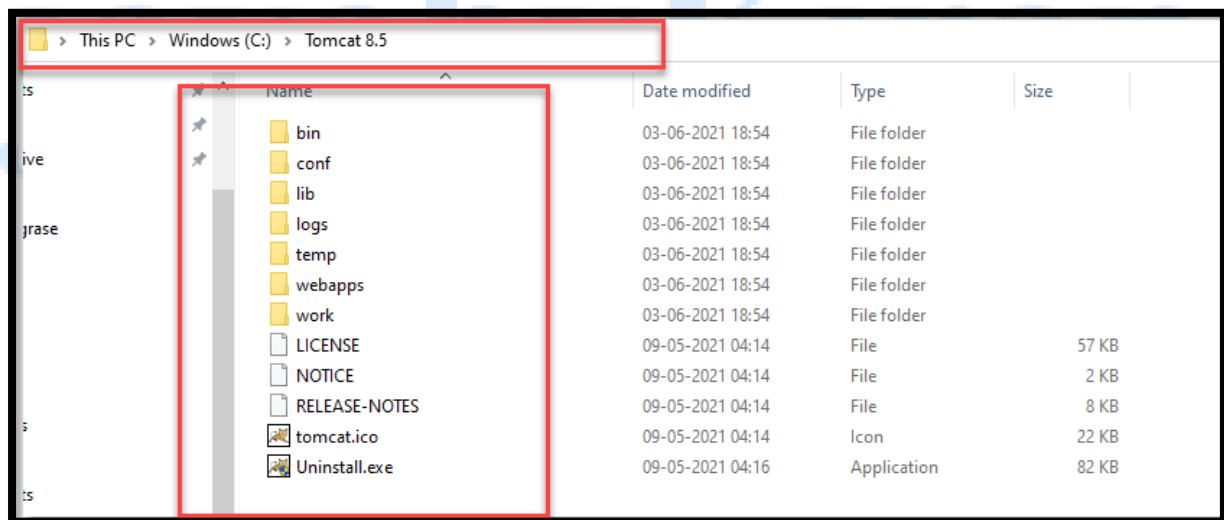 This PC > Windows (C:) > Tomcat 8.5
ts Name Date modified Type Size
bin 03-06-2021 18:54 File folder
ive conf 03-06-2021 18:54 File folder
lib 03-06-2021 18:54 File folder
grase logs 03-06-2021 18:54 File folder
temp 03-06-2021 18:54 File folder
webapps 03-06-2021 18:54 File folder
work 03-06-2021 18:54 File folder
LICENSE 09-05-2021 04:14 File 57 KB
NOTICE 09-05-2021 04:14 File 2 KB
RELEASE-NOTES 09-05-2021 04:14 File 8 KB
s tomcat.ico 09-05-2021 04:14 Icon 22 KB
Uninstall.exe 09-05-2021 04:16 Application 82 KB
ts